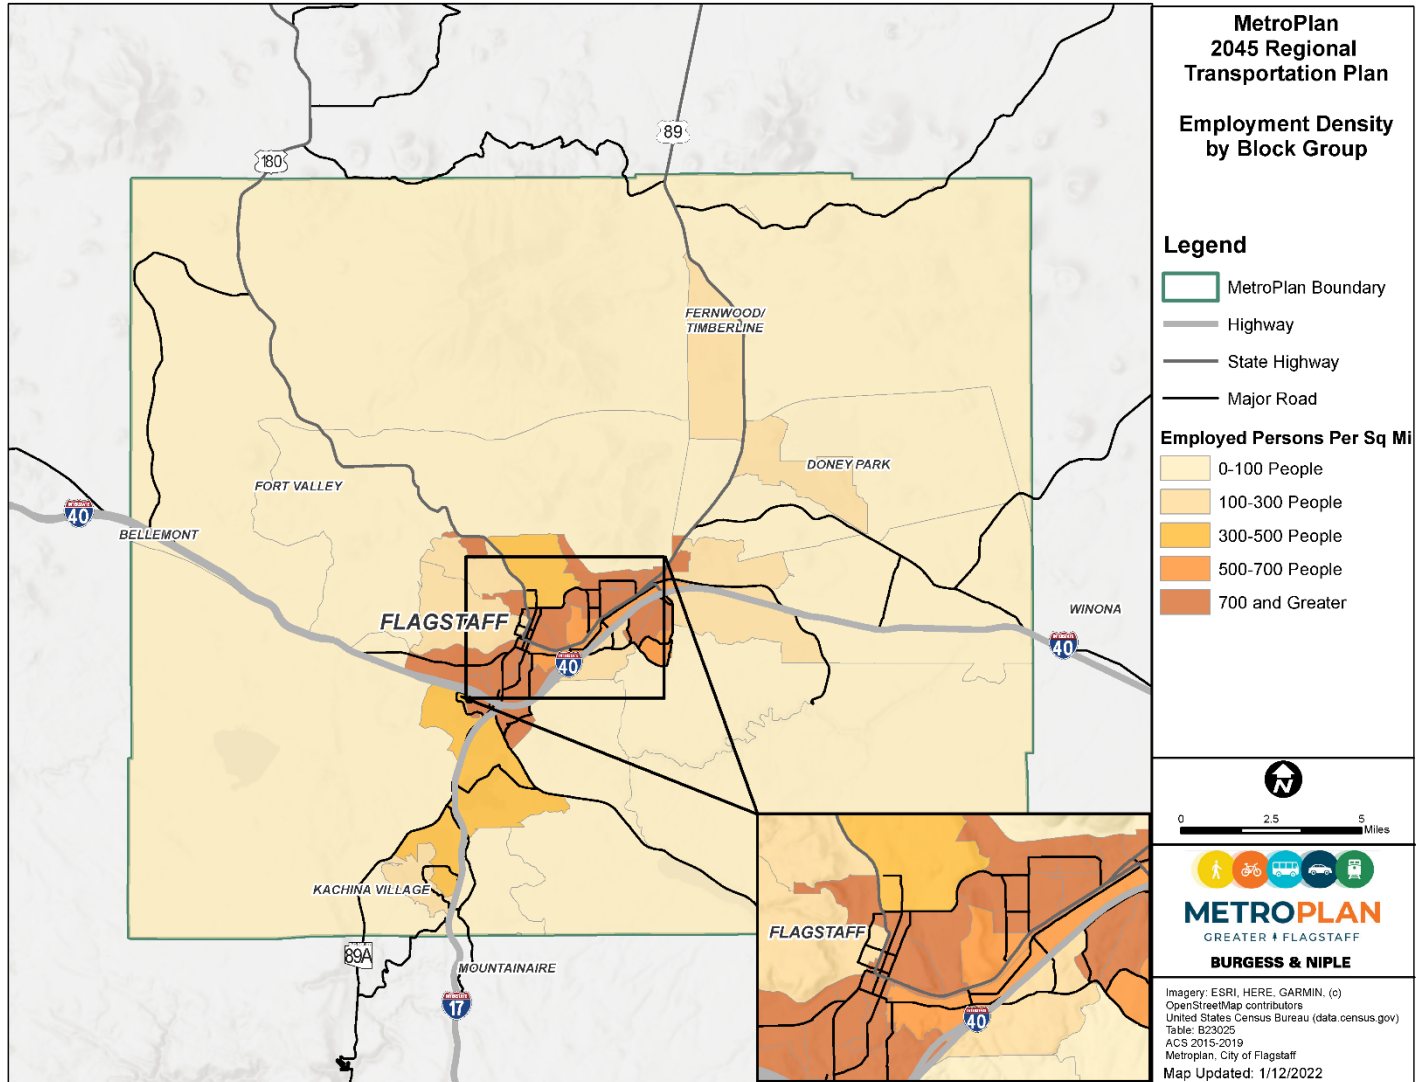 MetroPlan
2045 Regional
Transportation Plan
Employment Density
by Block Group
Legend
MetroPlan Boundary
Highway
State Highway
Major Road
Employed Persons Per Sq Mi
0-100 People
100-300 People
300-500 People
500-700 People
700 and Greater
N
0 2.5 5
Miles
METROPLAN
GREATER FLAGSTAFF
BURGESS & NIPLE
Imagery: ESRI, HERE, GARMIN, (c)
OpenStreetMap contributors
United States Census Bureau (data.census.gov)
Table: B23025
ACS 2015-2019
Metroplan, City of Flagstaff
Map Updated: 1/12/2022
89
180
FERNWOOD/
TIMBERLINE
DONEY PARK
FORT VALLEY
40
BELLEMONT
WINONA
FLAGSTAFF
40
40
KACHINA VILLAGE
89A
MOUNTAINAIRE
17
FLAGSTAFF
40